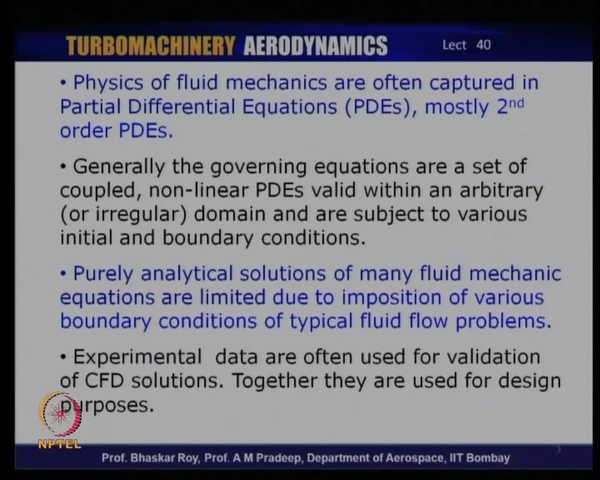 TURBOMACHINERY AERODYNAMICS Lect 40
• Physics of fluid mechanics are often captured in
Partial Differential Equations (PDEs), mostly 2nd
order PDEs.
• Generally the governing equations are a set of
coupled, non-linear PDEs valid within an arbitrary
(or irregular) domain and are subject to various
initial and boundary conditions.
• Purely analytical solutions of many fluid mechanic
equations are limited due to imposition of various
boundary conditions of typical fluid flow problems.
• Experimental data are often used for validation
of CFD solutions. Together they are used for design
purposes.
NPTEL
1
Prof. Bhaskar Roy, Prof. A M Pradeep, Department of Aerospace, IIT Bombay